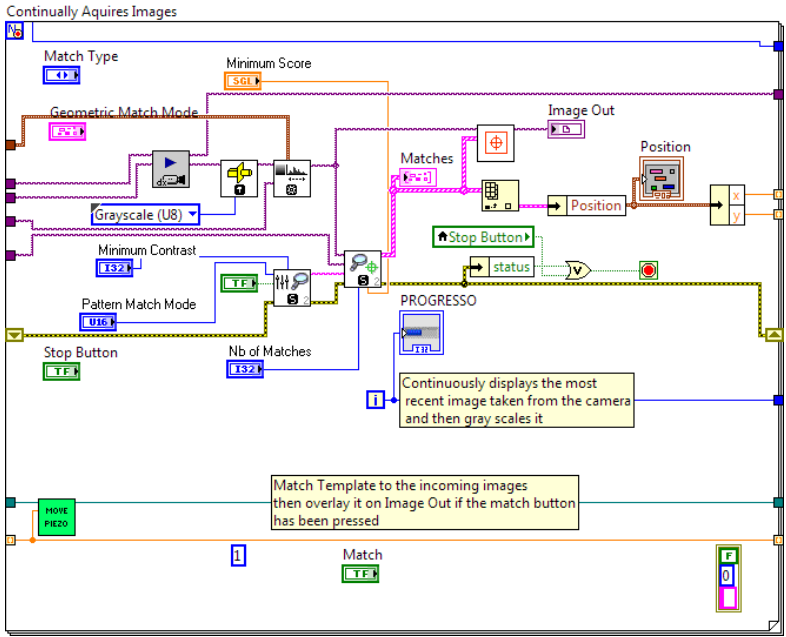 Continually Aquires Images
N
Match Type
Minimum Score
SGL
Geometric Match Mode
Image Out
Matches
Position
Grayscale (U8)
Position
x
y
Stop Button
Minimum Contrast
I32
TF
status
V
S 2
S 2
Pattern Match Mode
U16
PROGRESSO
I32
Stop Button
TF
Nb of Matches
I32
i
Continuously displays the most
recent image taken from the camera
and then gray scales it
Match Template to the incoming images
then overlay it on Image Out if the match button
has been pressed
MOVE
PIEZO
1
Match
TF
F
0